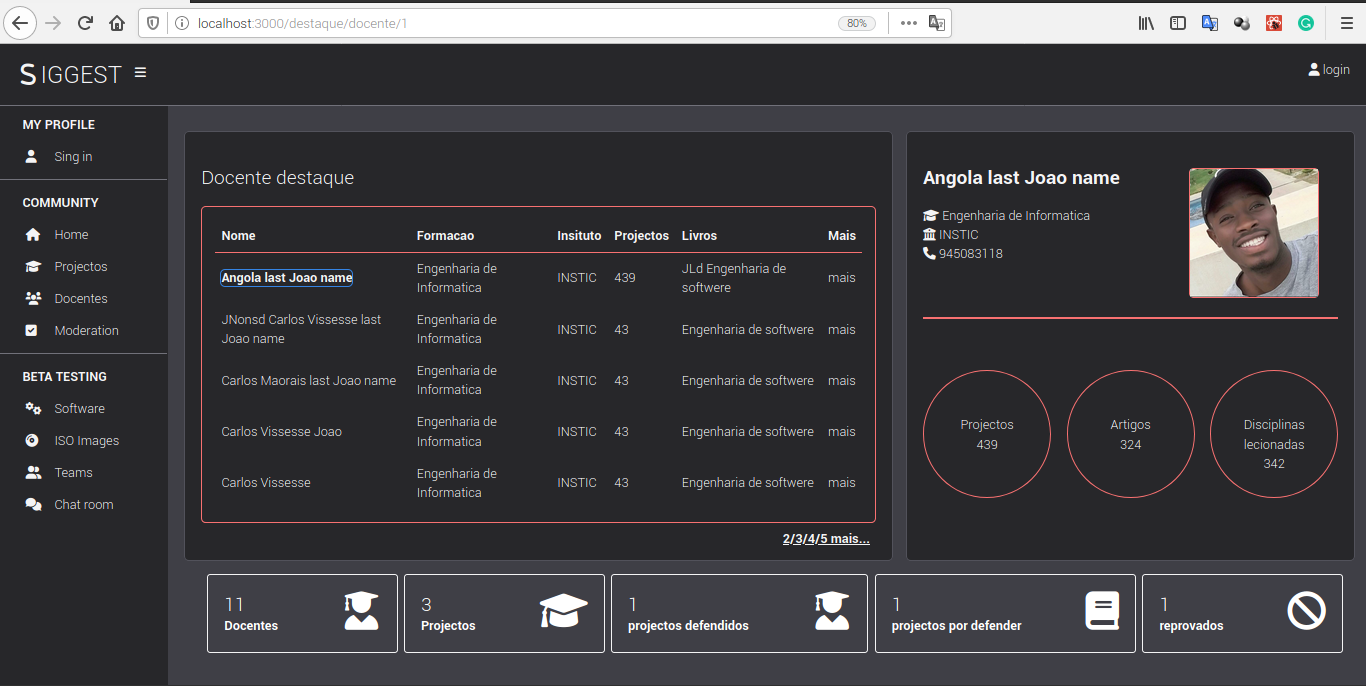 localhost:3000/destaque/docente/1
80%
SIGGEST
login
MY PROFILE
Sing in
COMMUNITY
Home
Projectos
Docentes
Moderation
BETA TESTING
Software
ISO Images
Teams
Chat room
Docente destaque
Nome Formacao Insituto Projectos Livros Mais
Angola last Joao name Engenharia de Informatica INSTIC 439 JLd Engenharia de softwere mais
JNonsd Carlos Vissesse last Joao name Engenharia de Informatica INSTIC 43 Engenharia de softwere mais
Carlos Maorais last Joao name Engenharia de Informatica INSTIC 43 Engenharia de softwere mais
Carlos Vissesse Joao Engenharia de Informatica INSTIC 43 Engenharia de softwere mais
Carlos Vissesse Engenharia de Informatica INSTIC 43 Engenharia de softwere mais
2/3/4/5 mais...
Angola last Joao name
Engenharia de Informatica
INSTIC
945083118
Projectos
439
Artigos
324
Disciplinas
lecionadas
342
11
Docentes
3
Projectos
1
projectos defendidos
1
projectos por defender
1
reprovados